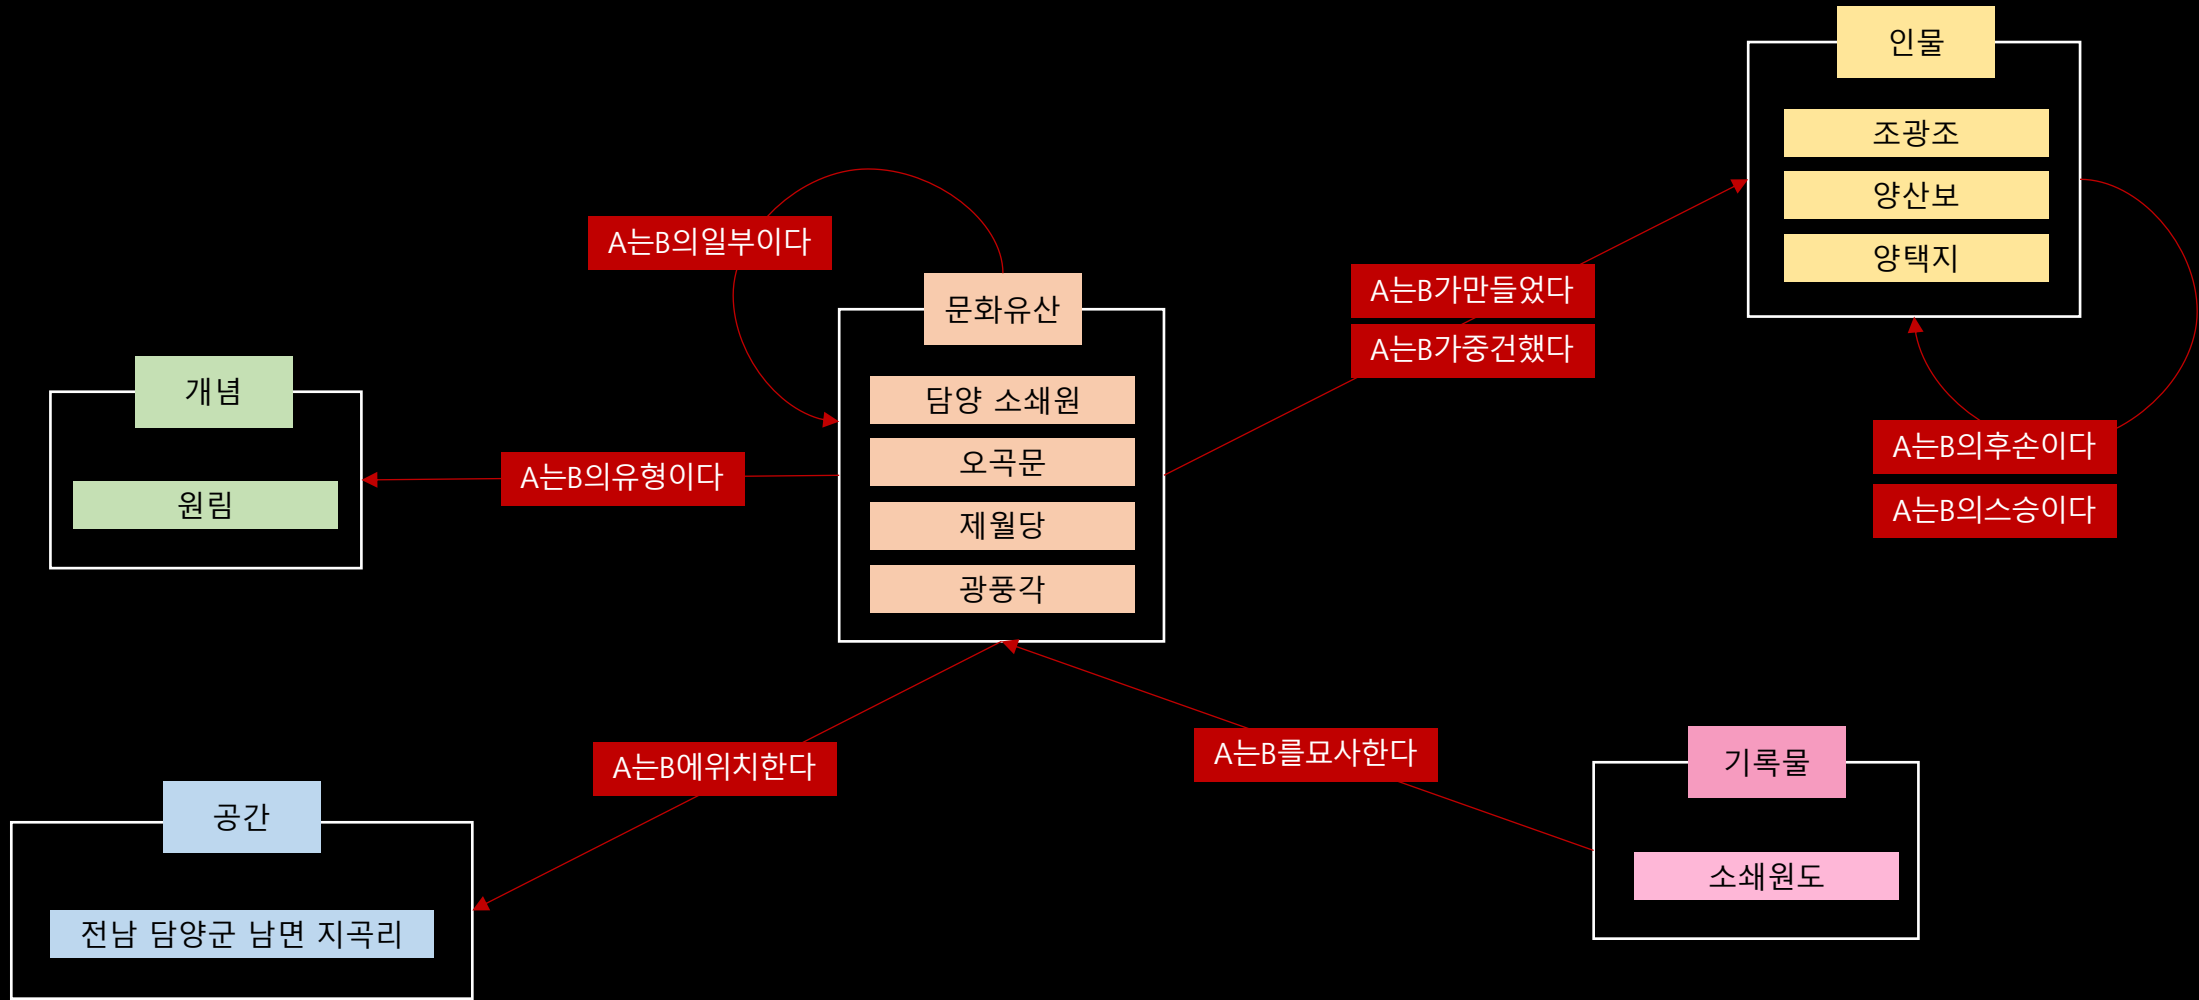 인물
조광조
양산보
양택지
A는B의일부이다
A는B가만들었다
A는B가중건했다
문화유산
담양 소쇄원
오곡문
제월당
광풍각
개념
원림
A는B의유형이다
A는B의후손이다
A는B의스승이다
A는B에위치한다
A는B를묘사한다
기록물
소쇄원도
공간
전남 담양군 남면 지곡리